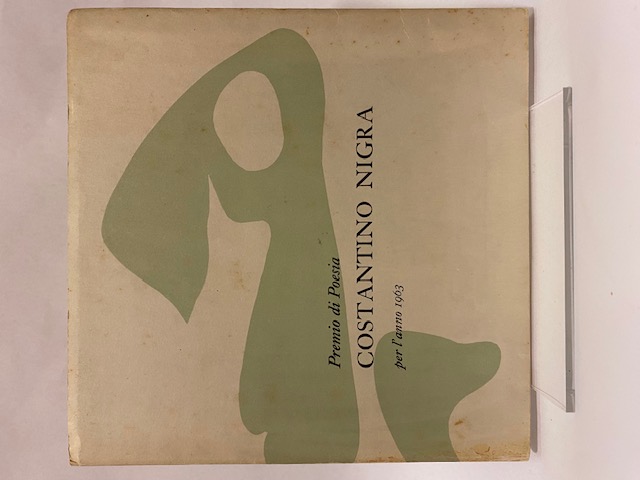 Premio di Poesia
COSTANTINO NIGRA
per l'anno 1963